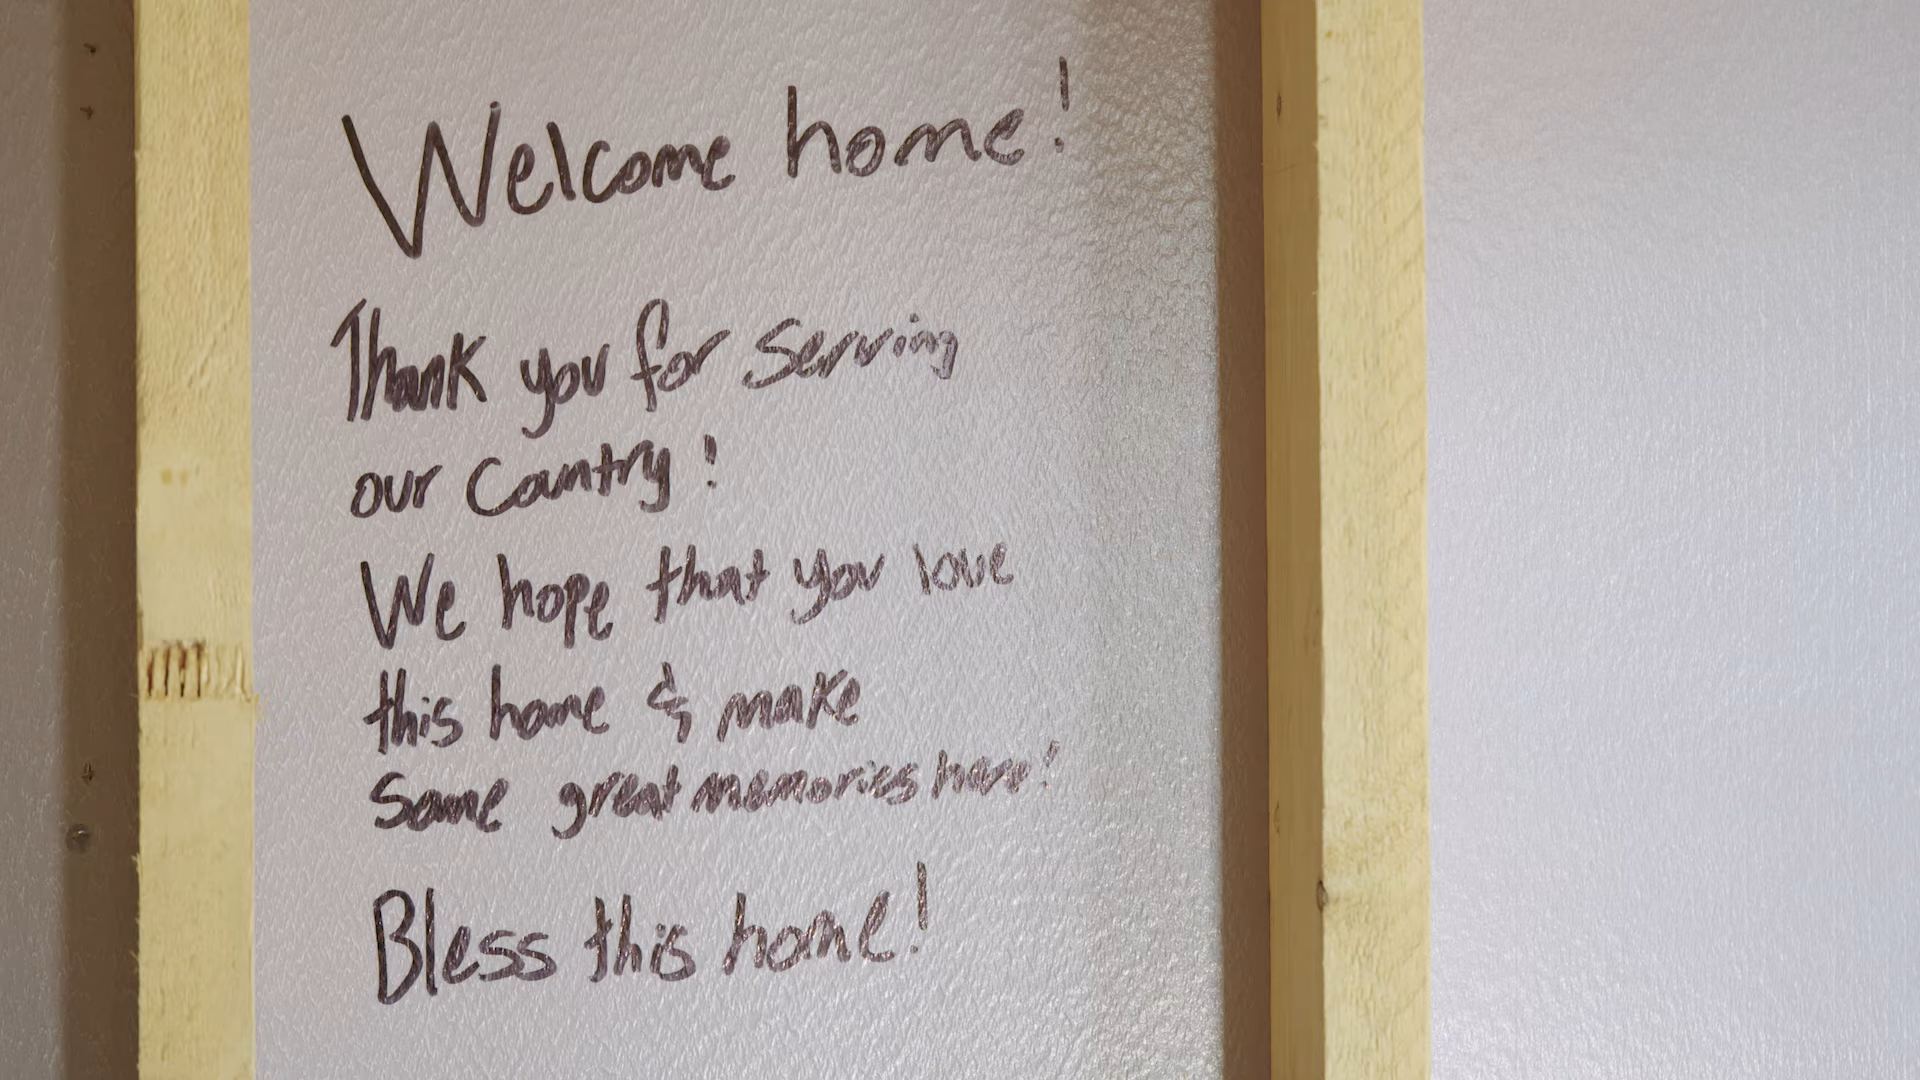 Welcome home!
Thank you for serving
our Country!
We hope that you love
this home & make
Some great memories here!
Bless this home!